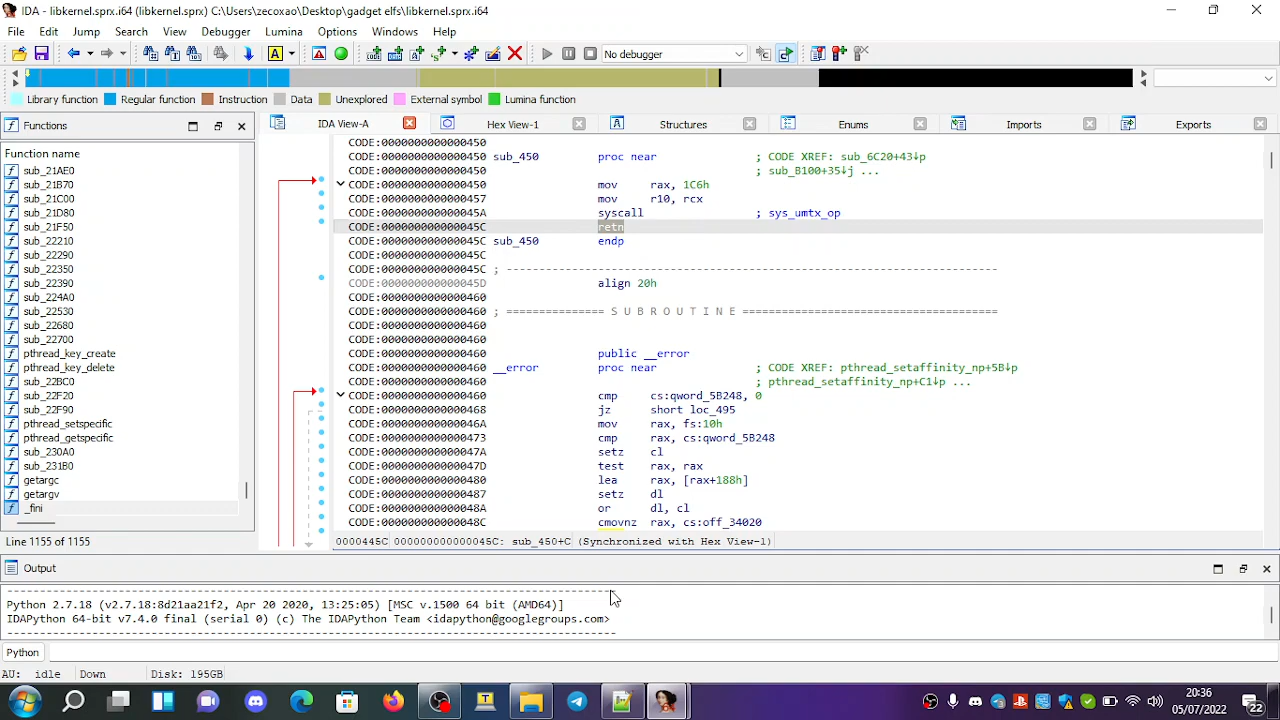 IDA - libkernel.sprx.i64 (libkernel.sprx) C:\Users\zecoxao\Desktop\gadget elfs\libkernel.sprx.i64
File Edit Jump Search View Debugger Lumina Options Windows Help
No debugger
Library function Regular function Instruction Data Unexplored External symbol Lumina function
Functions
IDA View-A Hex View-1 Structures Enums Imports Exports
Function name
sub_21AE0
sub_21B70
sub_21C00
sub_21D80
sub_21F50
sub_22210
sub_22290
sub_22350
sub_22390
sub_224A0
sub_22530
sub_22680
sub_22700
pthread_key_create
pthread_key_delete
sub_22BC0
sub_22F20
sub_22F90
pthread_setspecific
pthread_getspecific
sub_230A0
sub_231B0
getargc
getargv
_fini
Line 1155 of 1155
CODE:0000000000000450
CODE:0000000000000450 sub_450 proc near ; CODE XREF: sub_6C20+43↓p
CODE:0000000000000450 ; sub_B100+35↓j ...
CODE:0000000000000450 mov rax, 1C6h
CODE:0000000000000457 mov r10, rcx
CODE:000000000000045A syscall ; sys_umtx_op
CODE:000000000000045C retn
CODE:000000000000045C sub_450 endp
CODE:000000000000045C
CODE:000000000000045C ; ---------------------------------------------------------------------------
CODE:000000000000045D align 20h
CODE:0000000000000460
CODE:0000000000000460 ; =============== S U B R O U T I N E =======================================
CODE:0000000000000460
CODE:0000000000000460
CODE:0000000000000460 public __error
CODE:0000000000000460 __error proc near ; CODE XREF: pthread_setaffinity_np+5B↓p
CODE:0000000000000460 ; pthread_setaffinity_np+C1↓p ...
CODE:0000000000000460 cmp cs:qword_5B248, 0
CODE:0000000000000468 jz short loc_495
CODE:000000000000046A mov rax, fs:10h
CODE:0000000000000473 cmp rax, cs:qword_5B248
CODE:000000000000047A setz cl
CODE:000000000000047D test rax, rax
CODE:0000000000000480 lea rax, [rax+188h]
CODE:0000000000000487 setz dl
CODE:000000000000048A or dl, cl
CODE:000000000000048C cmovnz rax, cs:off_34020
0000445C 000000000000045C: sub_450+C (Synchronized with Hex View-1)
Output
Python 2.7.18 (v2.7.18:8d21aa21f2, Apr 20 2020, 13:25:05) [MSC v.1500 64 bit (AMD64)]
IDAPython 64-bit v7.4.0 final (serial 0) (c) The IDAPython Team <idapython@googlegroups.com>
Python
AU: idle Down Disk: 195GB
20:36
05/07/2022
22